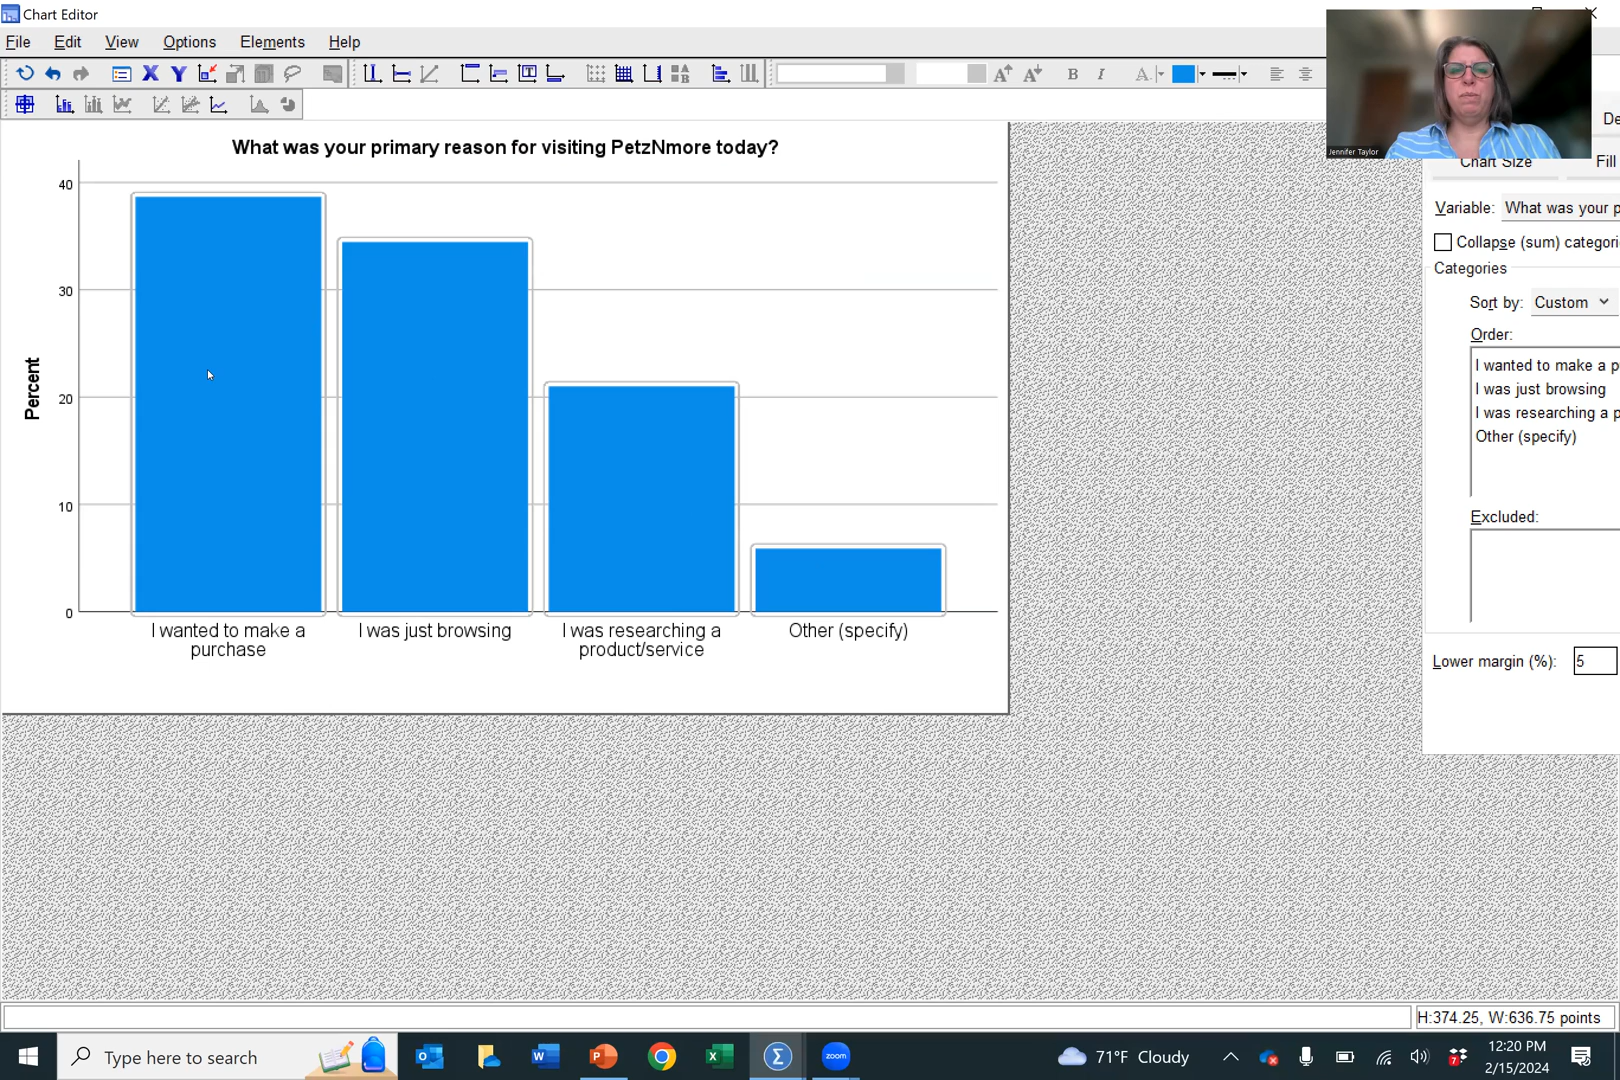 Chart Editor
File Edit View Options Elements Help
B I A
Jennifer Taylor
De
Chart Size Fill
What was your primary reason for visiting PetzNmore today?
Percent
40
30
20
10
0
I wanted to make a
purchase
I was just browsing
I was researching a
product/service
Other (specify)
Variable: What was your p
Collapse (sum) categori
Categories
Sort by: Custom
Order:
I wanted to make a p
I was just browsing
I was researching a p
Other (specify)
Excluded:
Lower margin (%): 5
H:374.25, W:636.75 points
Type here to search
zoom
71°F Cloudy
7
12:20 PM
2/15/2024